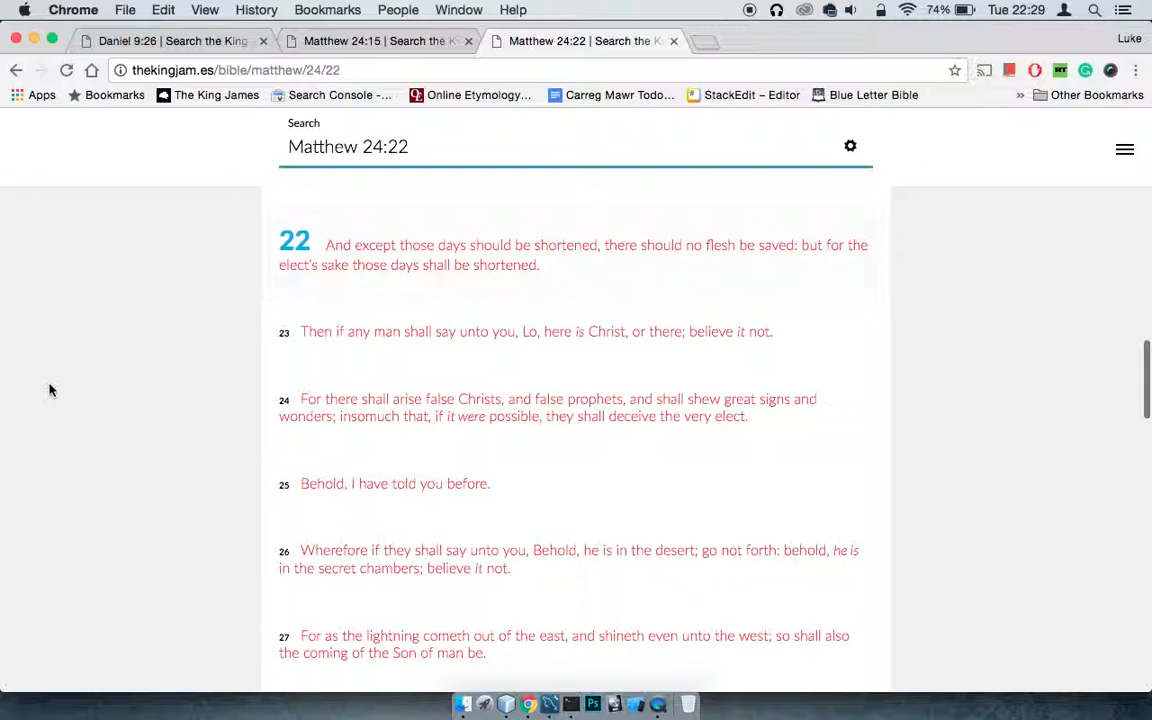 Chrome File Edit View History Bookmarks People Window Help 74% Tue 22:29
Daniel 9:26 | Search the King Matthew 24:15 | Search the K Matthew 24:22 | Search the K Luke
thekingjam.es/bible/matthew/24/22
Apps Bookmarks The King James Search Console -... Online Etymology... Carreg Mawr Todo... StackEdit – Editor Blue Letter Bible » Other Bookmarks
Search
Matthew 24:22
22 And except those days should be shortened, there should no flesh be saved: but for the
elect's sake those days shall be shortened.
23 Then if any man shall say unto you, Lo, here is Christ, or there; believe it not.
24 For there shall arise false Christs, and false prophets, and shall shew great signs and
wonders; insomuch that, if it were possible, they shall deceive the very elect.
25 Behold, I have told you before.
26 Wherefore if they shall say unto you, Behold, he is in the desert; go not forth: behold, he is
in the secret chambers; believe it not.
27 For as the lightning cometh out of the east, and shineth even unto the west; so shall also
the coming of the Son of man be.